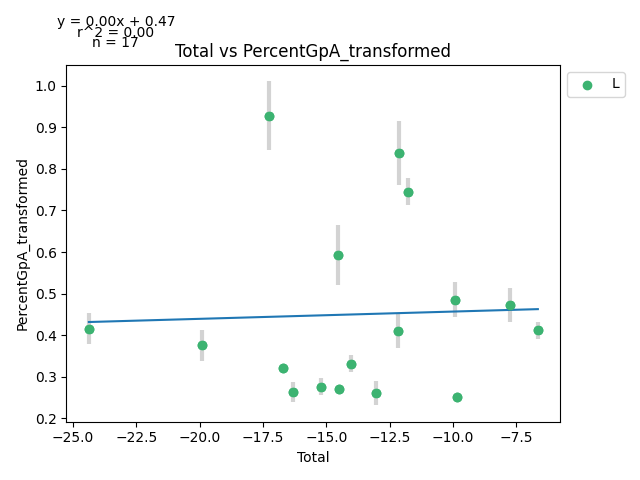 y = 0.00x + 0.47
r^2 = 0.00
n = 17
Total vs PercentGpA_transformed
L
PercentGpA_transformed
1.0
0.9
0.8
0.7
0.6
0.5
0.4
0.3
0.2
−25.0 −22.5 −20.0 −17.5 −15.0 −12.5 −10.0 −7.5
Total